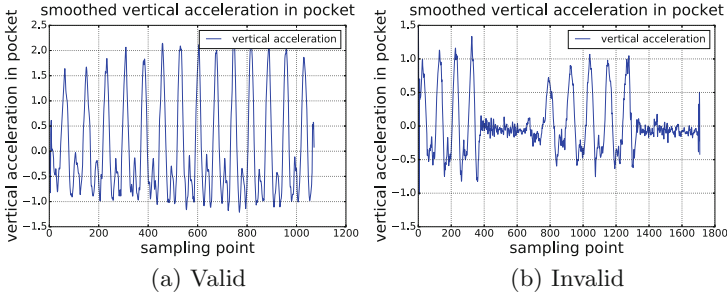 smoothed vertical acceleration in pocket
vertical acceleration
vertical acceleration in pocket
2.5
2.0
1.5
1.0
0.5
0.0
−0.5
−1.0
−1.5
0 200 400 600 800 1000 1200
sampling point
(a) Valid
smoothed vertical acceleration in pocket
vertical acceleration
vertical acceleration in pocket
1.5
1.0
0.5
0.0
−0.5
−1.0
−1.5
0 200 400 600 800 1000 1200 1400 1600 1800
sampling point
(b) Invalid